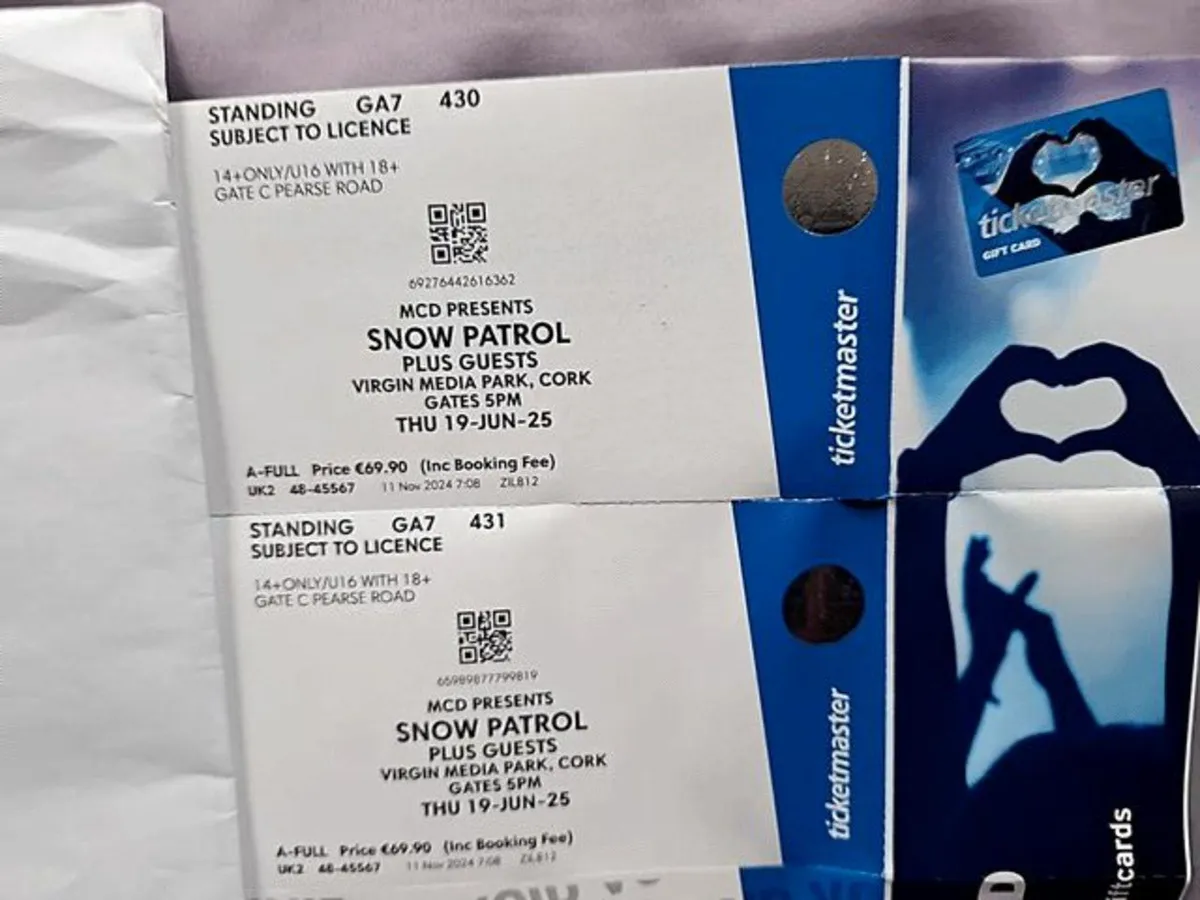 STANDING GA7 430
SUBJECT TO LICENCE
14+ONLY/U16 WITH 18+
GATE C PEARSE ROAD
69276442616362
MCD PRESENTS
SNOW PATROL
PLUS GUESTS
VIRGIN MEDIA PARK, CORK
GATES 5PM
THU 19-JUN-25
A-FULL Price €69.90 (Inc Booking Fee)
UK2 48-45567 11 Nov 2024 7:08 ZIL812
ticketmaster
ticketmaster
GIFT CARD
STANDING GA7 431
SUBJECT TO LICENCE
14+ONLY/U16 WITH 18+
GATE C PEARSE ROAD
65989877799819
MCD PRESENTS
SNOW PATROL
PLUS GUESTS
VIRGIN MEDIA PARK, CORK
GATES 5PM
THU 19-JUN-25
A-FULL Price €69.90 (Inc Booking Fee)
UK2 48-45567 11 Nov 2024 7:08 ZIL812
ticketmaster
iftcards